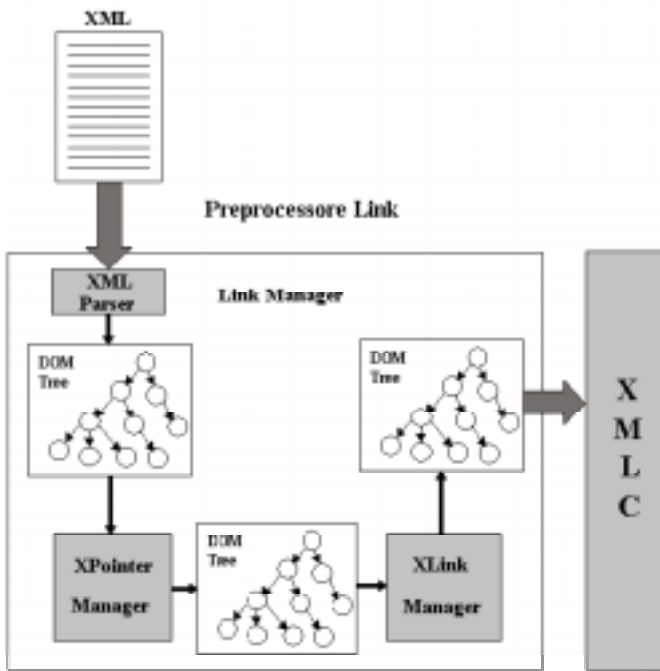 XML
Preprocessore Link
XML
Parser
Link Manager
DOM
Tree
DOM
Tree
X
M
L
C
XPointer
Manager
DOM
Tree
XLink
Manager